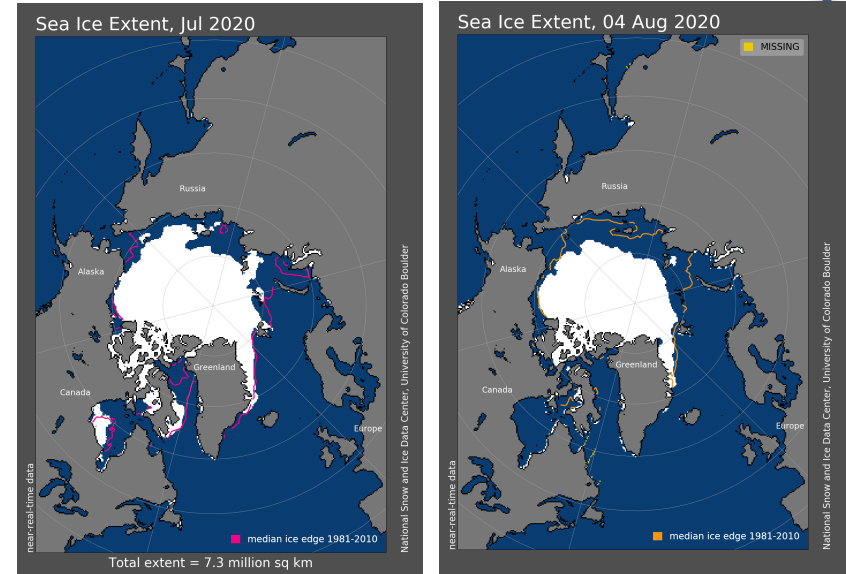 Sea Ice Extent, Jul 2020
Russia
Alaska
Greenland
Canada
Europe
near-real-time data
National Snow and Ice Data Center, University of Colorado Boulder
median ice edge 1981-2010
Total extent = 7.3 million sq km
Sea Ice Extent, 04 Aug 2020
MISSING
Russia
Alaska
Greenland
Canada
Europe
near-real-time data
National Snow and Ice Data Center, University of Colorado Boulder
median ice edge 1981-2010